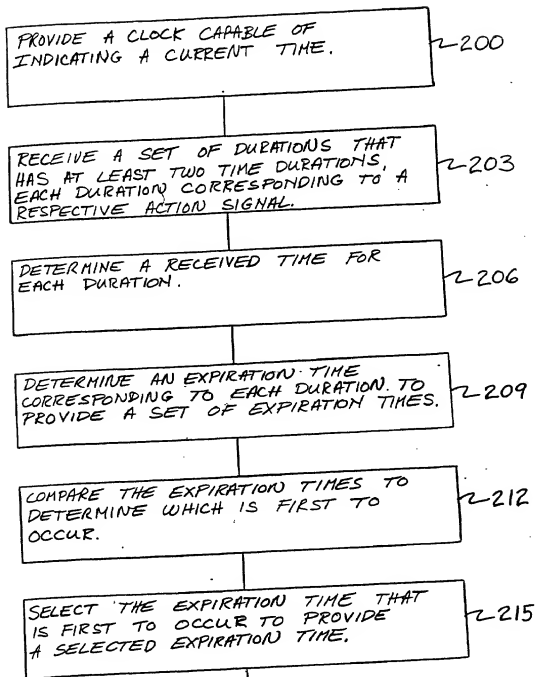 PROVIDE A CLOCK CAPABLE OF
INDICATING A CURRENT TIME.
200
RECEIVE A SET OF DURATIONS THAT
HAS AT LEAST TWO TIME DURATIONS,
EACH DURATION CORRESPONDING TO A
RESPECTIVE ACTION SIGNAL.
203
DETERMINE A RECEIVED TIME FOR
EACH DURATION.
206
DETERMINE AN EXPIRATION TIME
CORRESPONDING TO EACH DURATION TO
PROVIDE A SET OF EXPIRATION TIMES.
209
COMPARE THE EXPIRATION TIMES TO
DETERMINE WHICH IS FIRST TO
OCCUR.
212
SELECT THE EXPIRATION TIME THAT
IS FIRST TO OCCUR TO PROVIDE
A SELECTED EXPIRATION TIME.
215